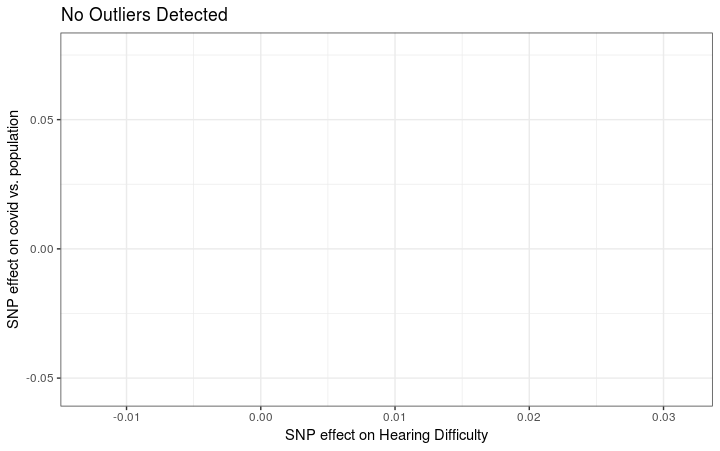 No Outliers Detected
SNP effect on covid vs. population
0.05
0.00
-0.05
-0.01
0.00
0.01
0.02
0.03
SNP effect on Hearing Difficulty